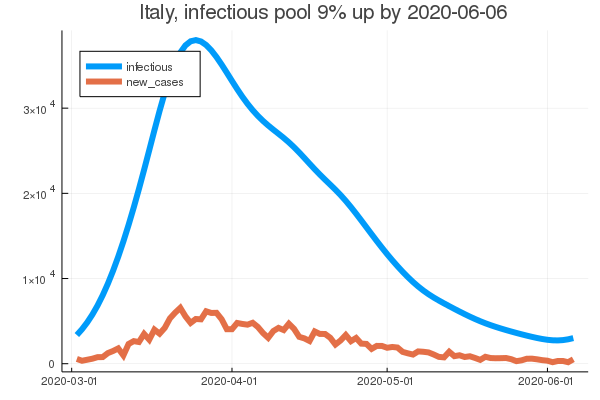 Italy, infectious pool 9% up by 2020-06-06
infectious
new_cases
3×10 4
2×10 4
1×10 4
0
2020-03-01 2020-04-01 2020-05-01 2020-06-01